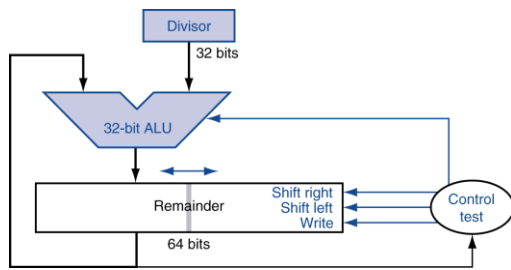 Divisor
32 bits
32-bit ALU
Remainder
Shift right
Shift left
Write
Control
test
64 bits